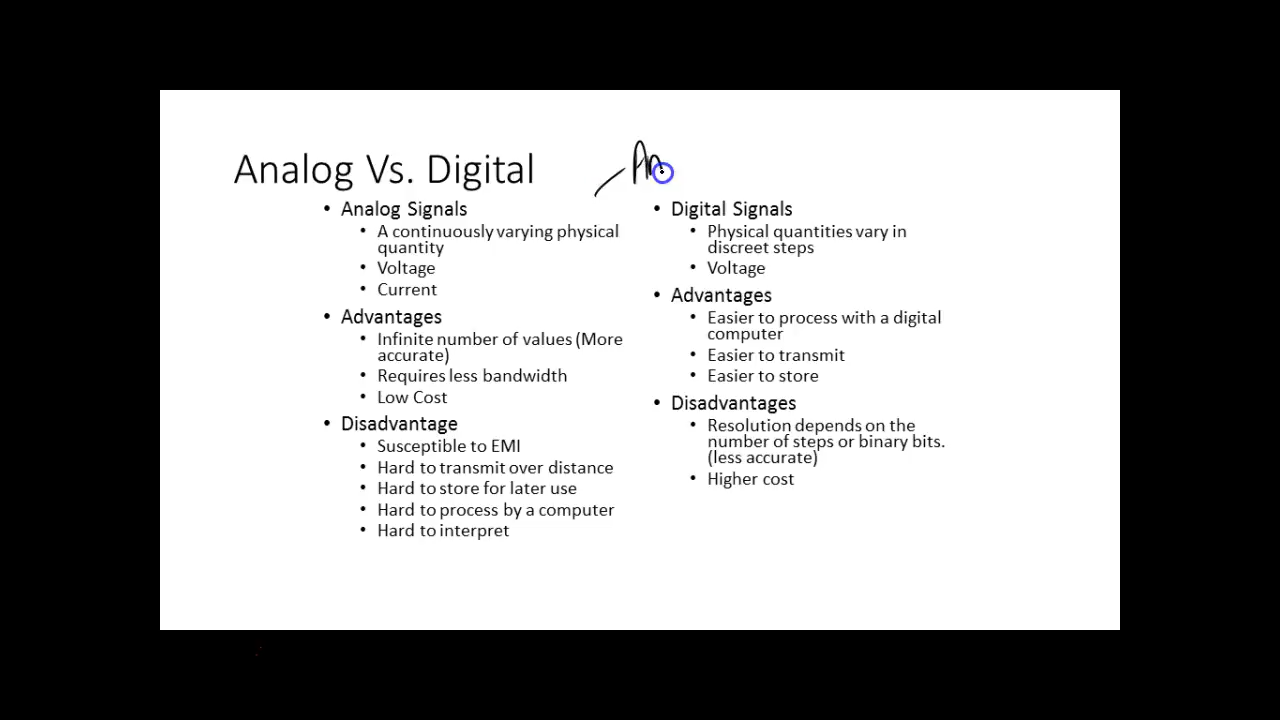 Analog Vs. Digital
• Analog Signals
• A continuously varying physical
quantity
• Voltage
• Current
• Advantages
• Infinite number of values (More
accurate)
• Requires less bandwidth
• Low Cost
• Disadvantage
• Susceptible to EMI
• Hard to transmit over distance
• Hard to store for later use
• Hard to process by a computer
• Hard to interpret
• Digital Signals
• Physical quantities vary in
discreet steps
• Voltage
• Advantages
• Easier to process with a digital
computer
• Easier to transmit
• Easier to store
• Disadvantages
• Resolution depends on the
number of steps or binary bits.
(less accurate)
• Higher cost